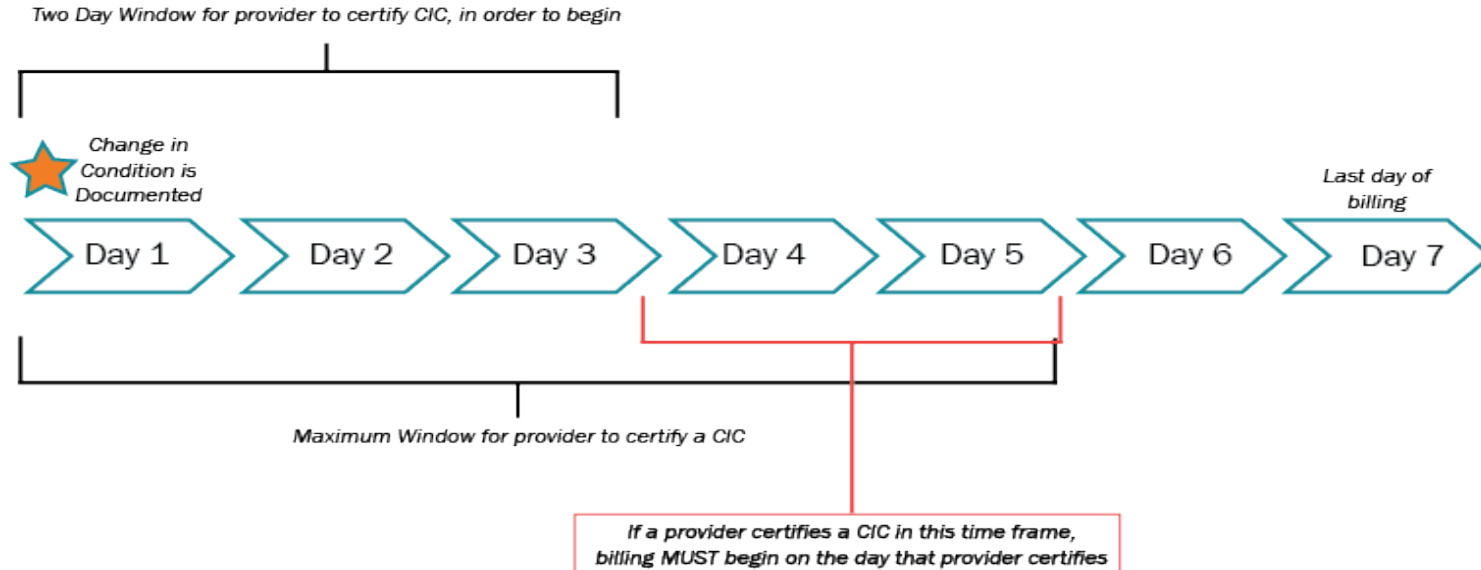 Two Day Window for provider to certify CIC, in order to begin
Change in
Condition is
Documented
Last day of
billing
Day 1
Day 2
Day 3
Day 4
Day 5
Day 6
Day 7
Maximum Window for provider to certify a CIC
If a provider certifies a CIC in this time frame,
billing MUST begin on the day that provider certifies